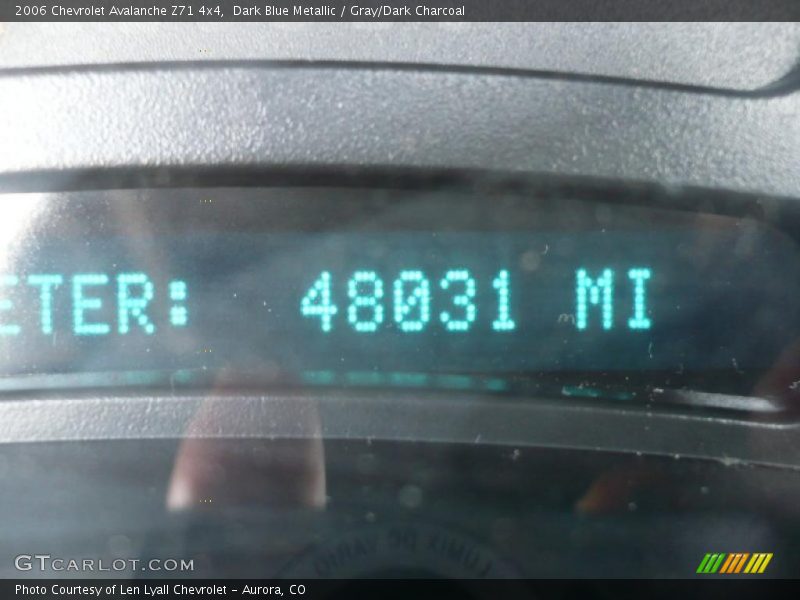 2006 Chevrolet Avalanche Z71 4x4,  Dark Blue Metallic / Gray/Dark Charcoal
ETER: 48031 MI
GTCARLOT.COM
Photo Courtesy of Len Lyall Chevrolet - Aurora, CO